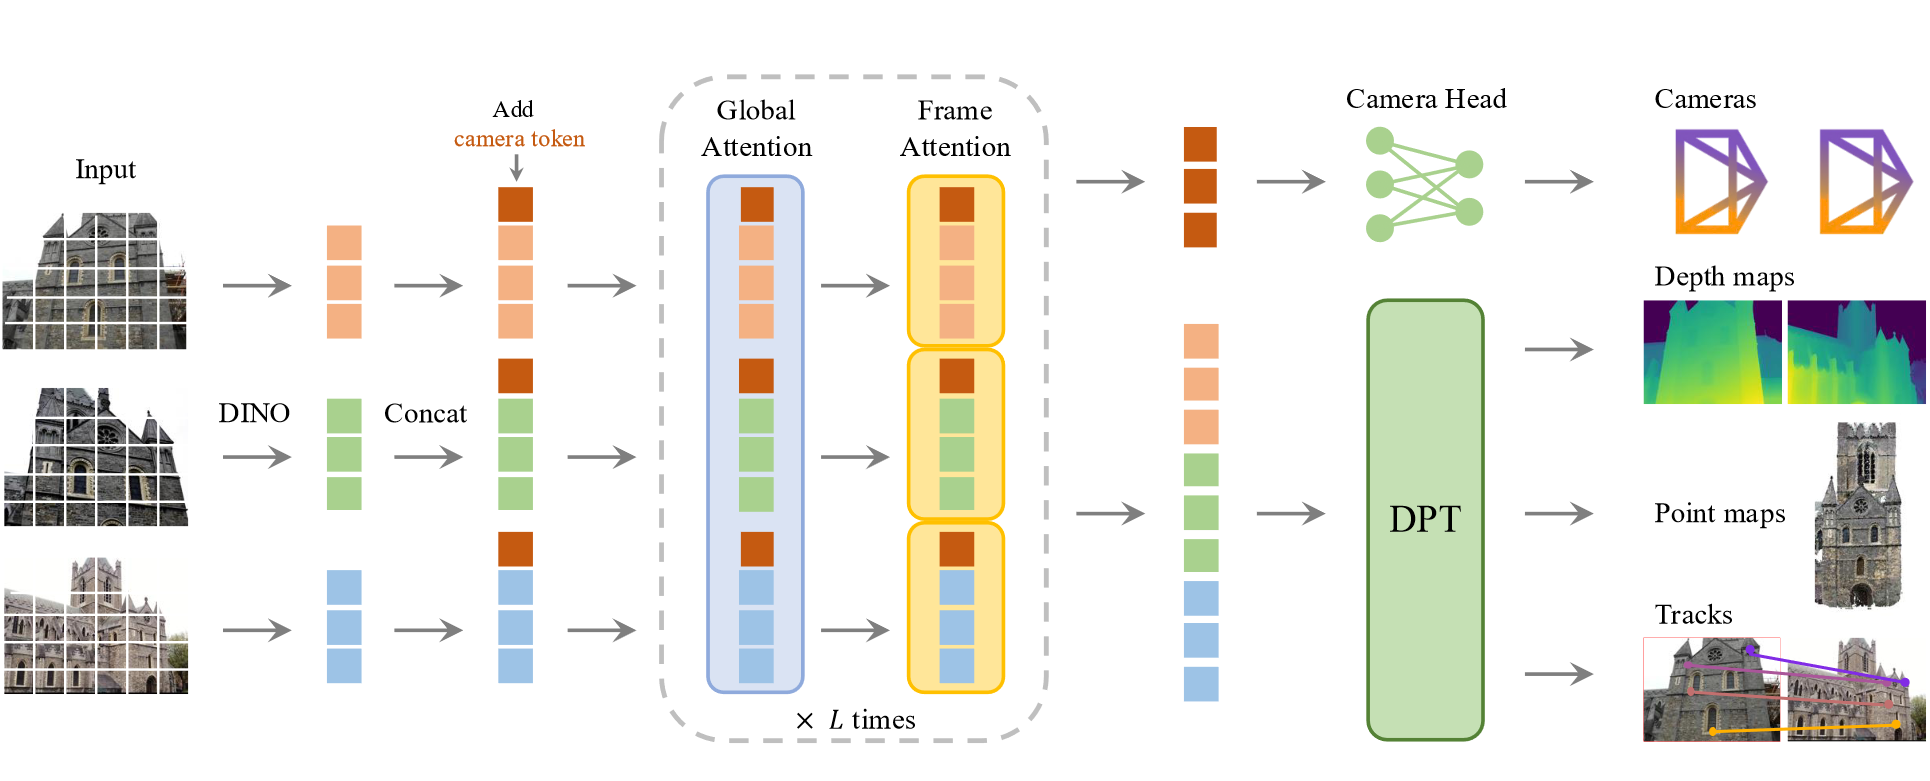 Input
DINO
Concat
Add
camera token
Global
Attention
Frame
Attention
× L times
Camera Head
DPT
Cameras
Depth maps
Point maps
Tracks